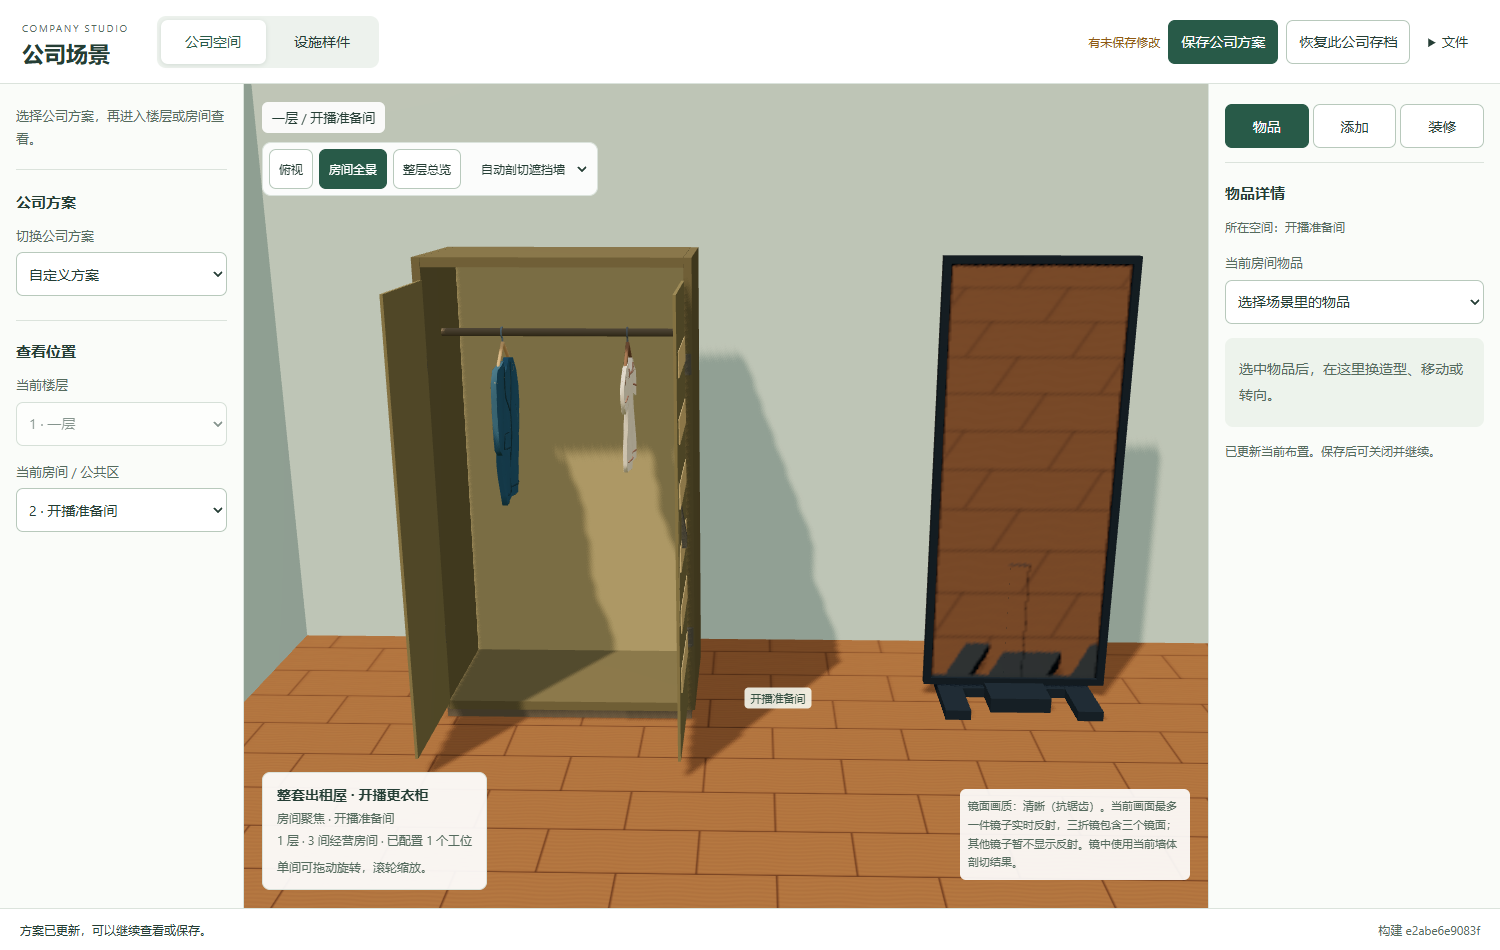 COMPANY STUDIO
公司场景
公司空间
设施样件
有未保存修改
保存公司方案
恢复此公司存档
▶ 文件
选择公司方案，再进入楼层或房间查
看。
公司方案
切换公司方案
自定义方案
查看位置
当前楼层
1 · 一层
当前房间 / 公共区
2 · 开播准备间
一层 / 开播准备间
俯视
房间全景
整层总览
自动剖切遮挡墙
开播准备间
整套出租屋 · 开播更衣柜
房间聚焦 · 开播准备间
1 层 · 3 间经营房间 · 已配置 1 个工位
单间可拖动旋转，滚轮缩放。
镜面画质：清晰（抗锯齿）。当前画面最多
一件镜子实时反射，三折镜包含三个镜面；
其他镜子暂不显示反射。镜中使用当前墙体
剖切结果。
物品
添加
装修
物品详情
所在空间：开播准备间
当前房间物品
选择场景里的物品
选中物品后，在这里换造型、移动或
转向。
已更新当前布置。保存后可关闭并继续。
方案已更新，可以继续查看或保存。
构建 e2abe6e9083f